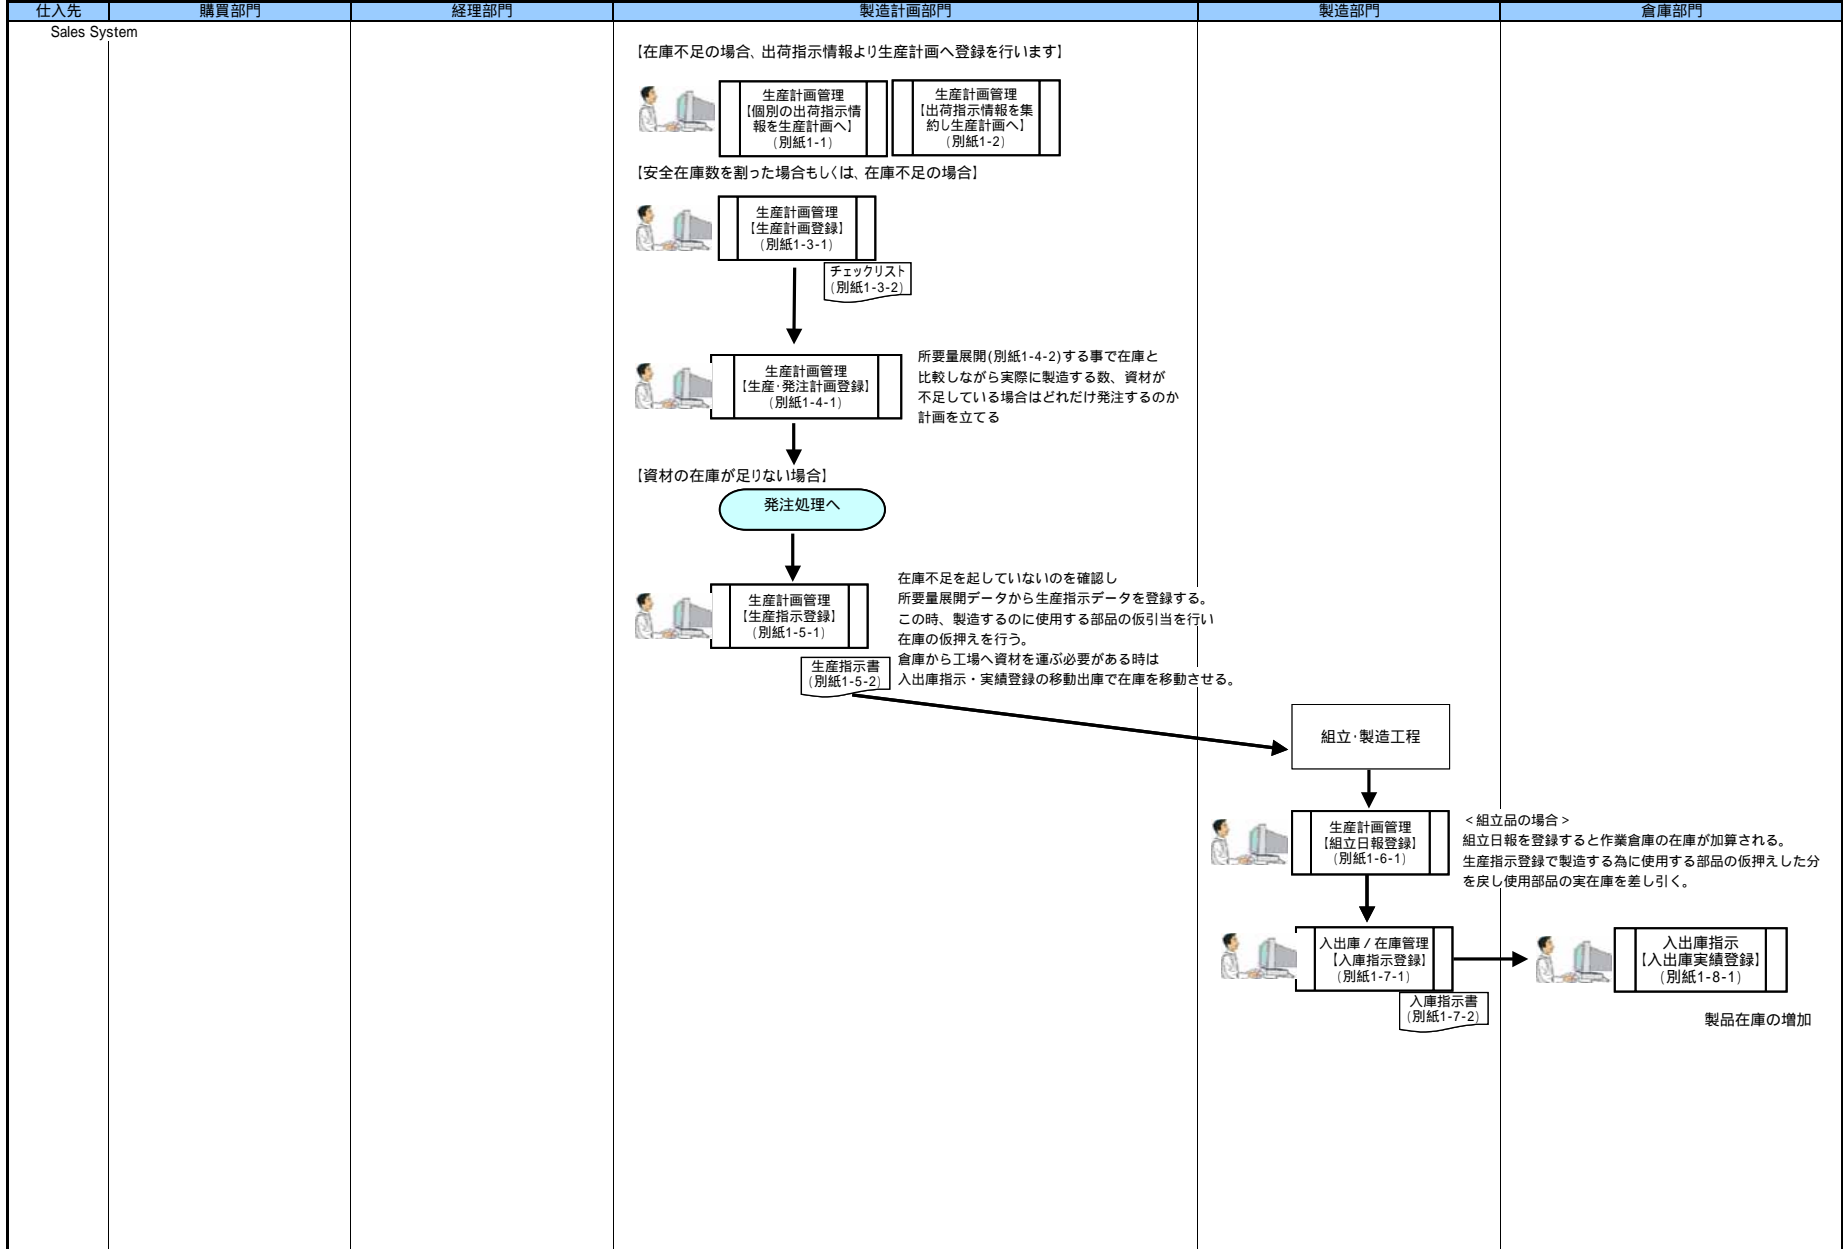 仕入先
購買部門
経理部門
製造計画部門
製造部門
倉庫部門
Sales System
【在庫不足の場合、出荷指示情報より生産計画へ登録を行います】
生産計画管理
【個別の出荷指示情
報を生産計画へ】
(別紙1-1)
生産計画管理
【出荷指示情報を集
約し生産計画へ】
(別紙1-2)
【安全在庫数を割った場合もしくは、在庫不足の場合】
生産計画管理
【生産計画登録】
(別紙1-3-1)
チェックリスト
(別紙1-3-2)
生産計画管理
【生産・発注計画登録】
(別紙1-4-1)
所要量展開(別紙1-4-2)する事で在庫と
比較しながら実際に製造する数、資材が
不足している場合はどれだけ発注するのか
計画を立てる
【資材の在庫が足りない場合】
発注処理へ
生産計画管理
【生産指示登録】
(別紙1-5-1)
生産指示書
(別紙1-5-2)
在庫不足を起していないのを確認し
所要量展開データから生産指示データを登録する。
この時、製造するのに使用する部品の仮引当を行い
在庫の仮押えを行う。
倉庫から工場へ資材を運ぶ必要がある時は
入出庫指示・実績登録の移動出庫で在庫を移動させる。
組立・製造工程
生産計画管理
【組立日報登録】
(別紙1-6-1)
<組立品の場合>
組立日報を登録すると作業倉庫の在庫が加算される。
生産指示登録で製造する為に使用する部品の仮押えした分
を戻し使用部品の実在庫を差し引く。
入出庫/在庫管理
【入庫指示登録】
(別紙1-7-1)
入庫指示書
(別紙1-7-2)
入出庫指示
【入出庫実績登録】
(別紙1-8-1)
製品在庫の増加